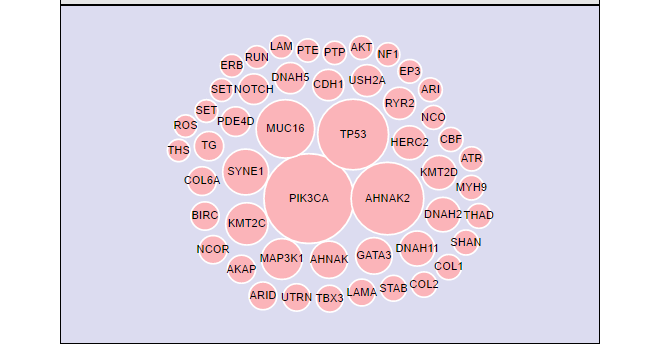 LAM
PTE
PTP
AKT
NF1
RUN
ERB
EP3
DNAH5
CDH1
USH2A
SET
NOTCH
ARI
RYR2
SET
NCO
PDE4D
ROS
MUC16
TP53
CBF
HERC2
TG
THS
ATR
SYNE1
KMT2D
COL6A
MYH9
PIK3CA
AHNAK2
BIRC
DNAH2
THAD
KMT2C
SHAN
NCOR
DNAH11
GATA3
MAP3K1
AHNAK
COL1
AKAP
COL2
STAB
LAMA
ARID
UTRN
TBX3